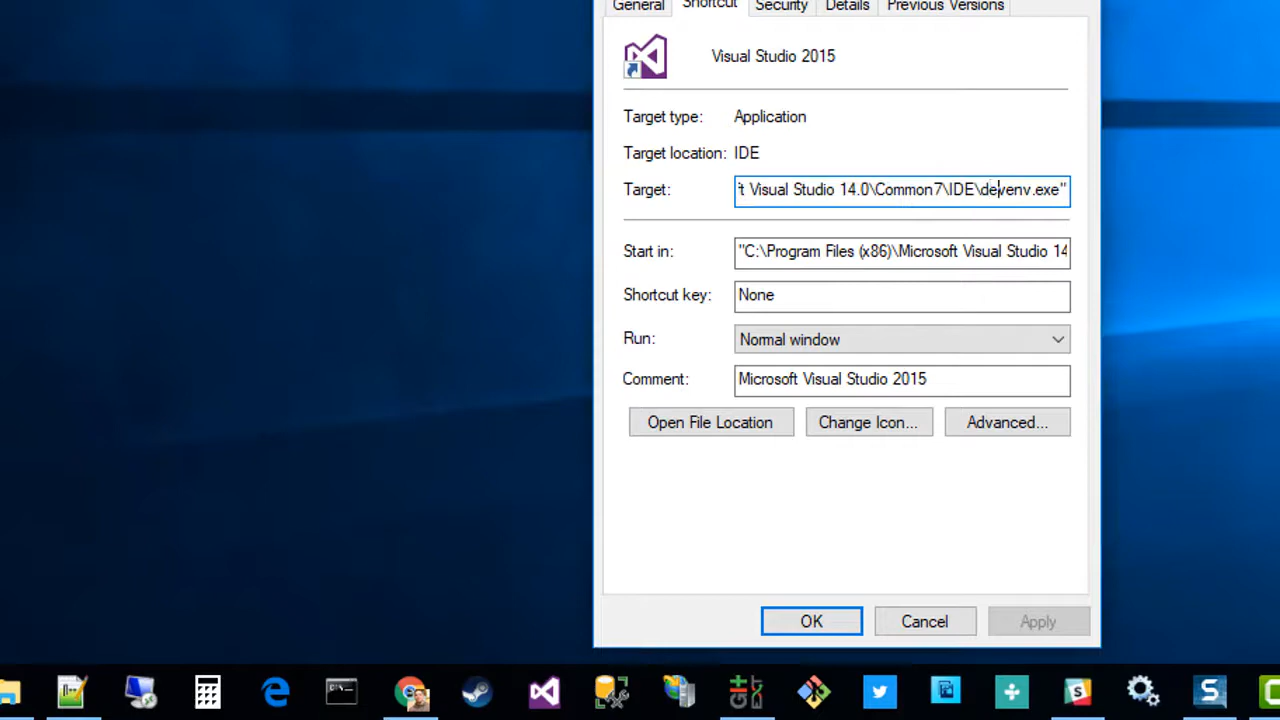 General Shortcut Security Details Previous Versions
Visual Studio 2015
Target type: Application
Target location: IDE
Target: t Visual Studio 14.0\Common7\IDE\devenv.exe"
Start in: "C:\Program Files (x86)\Microsoft Visual Studio 14
Shortcut key: None
Run: Normal window
Comment: Microsoft Visual Studio 2015
Open File Location Change Icon... Advanced...
OK Cancel Apply